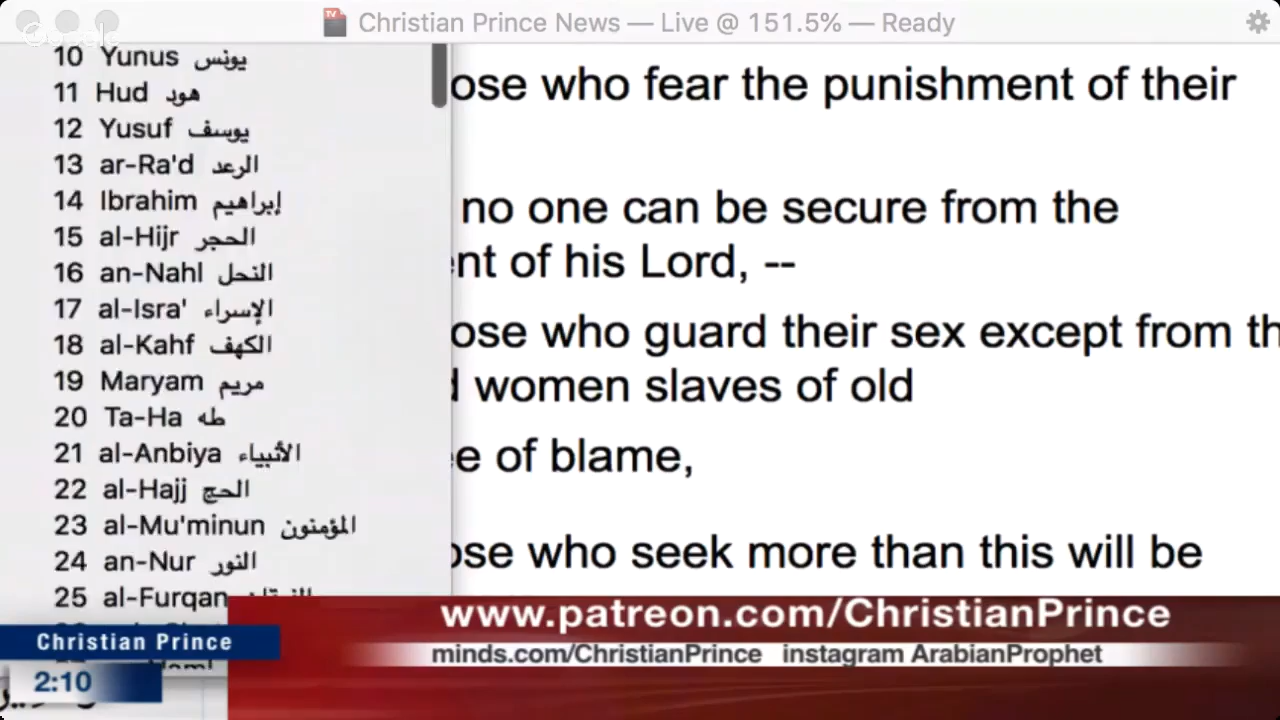 Christian Prince News — Live @ 151.5% — Ready
10 Yunus يونس
11 Hud هود
12 Yusuf يوسف
13 ar-Ra'd الرعد
14 Ibrahim إبراهيم
15 al-Hijr الحجر
16 an-Nahl النحل
17 al-Isra' الإسراء
18 al-Kahf الكهف
19 Maryam مريم
20 Ta-Ha طه
21 al-Anbiya الأنبياء
22 al-Hajj الحج
23 al-Mu'minun المؤمنون
24 an-Nur النور
25 al-Furqan
ose who fear the punishment of their
no one can be secure from the
nt of his Lord, --
ose who guard their sex except from th
women slaves of old
e of blame,
ose who seek more than this will be
www.patreon.com/ChristianPrince
minds.com/ChristianPrince instagram ArabianProphet
Christian Prince
2:10